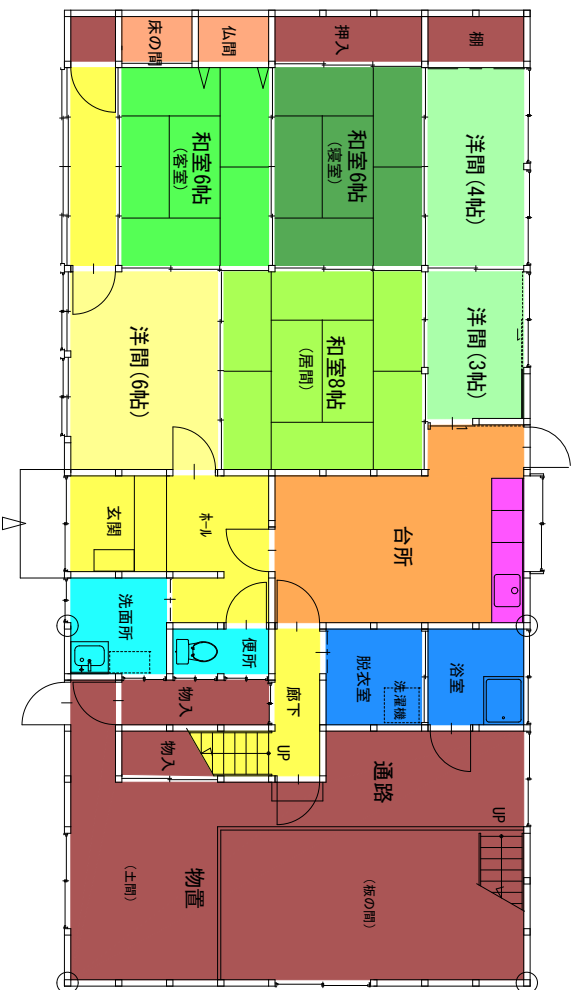 床の間
仏間
押入
棚
和室6帖
(客室)
和室6帖
(寝室)
洋間(4帖)
洋間(6帖)
和室8帖
(居間)
洋間(3帖)
玄関
ホール
台所
洗面所
便所
廊下
脱衣室
洗濯機
浴室
物入
物入
UP
通路
UP
物置
(土間)
(板の間)